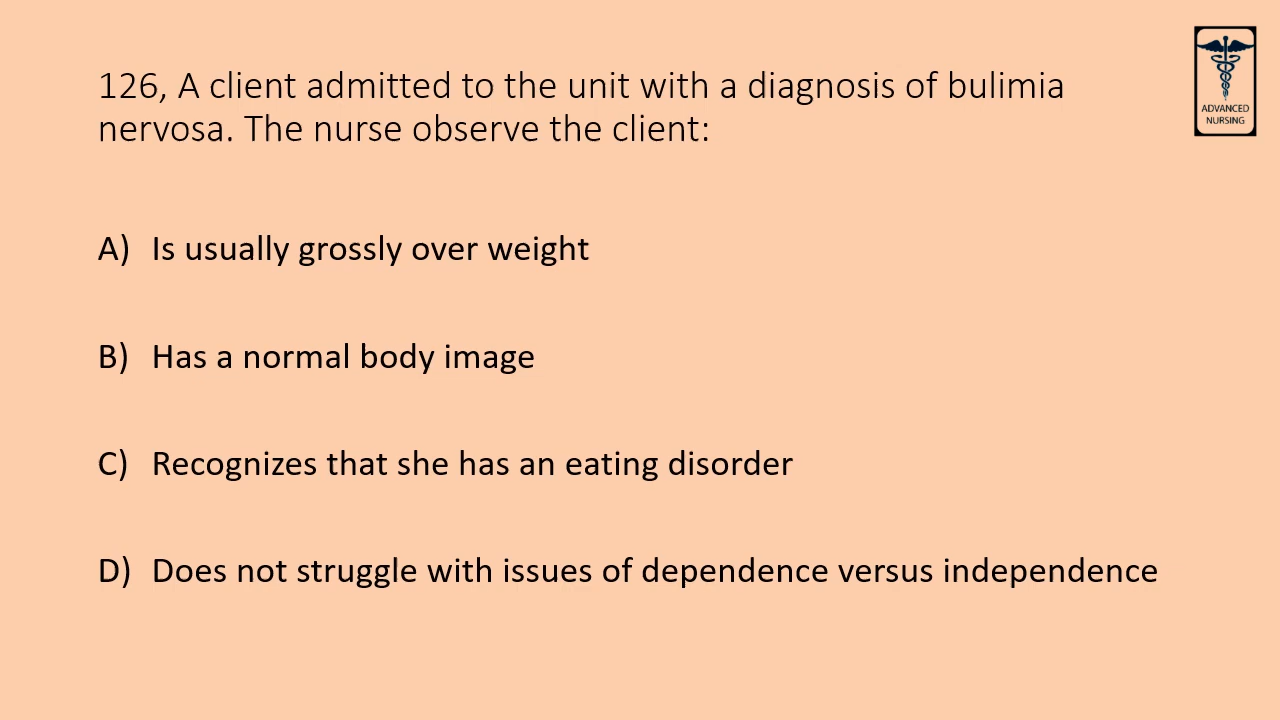 126, A client admitted to the unit with a diagnosis of bulimia
nervosa. The nurse observe the client:
ADVANCED
NURSING
A) Is usually grossly over weight
B) Has a normal body image
C) Recognizes that she has an eating disorder
D) Does not struggle with issues of dependence versus independence